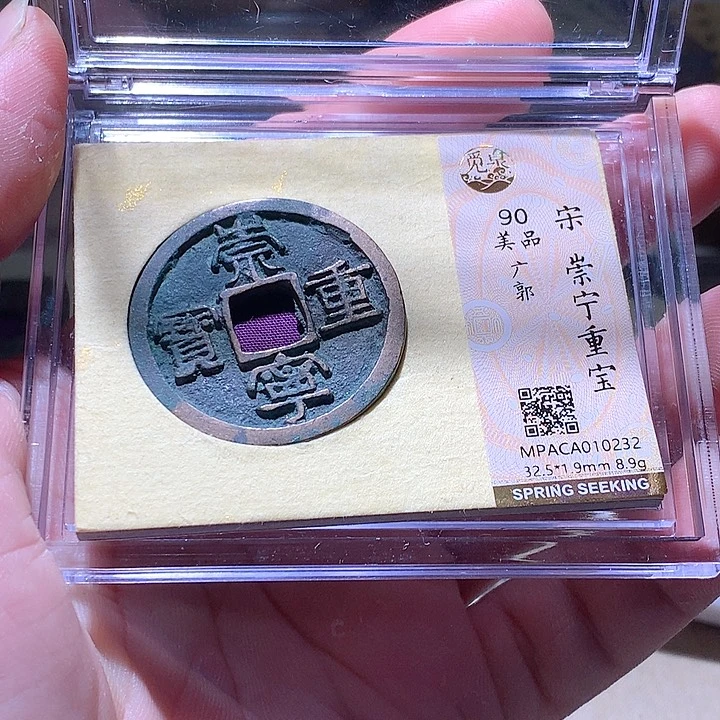 崇
重
寧
寳
觅泉
90
美品
广郭
宋 崇宁重宝
MPACA010232
32.5*1.9mm 8.9g
SPRING SEEKING